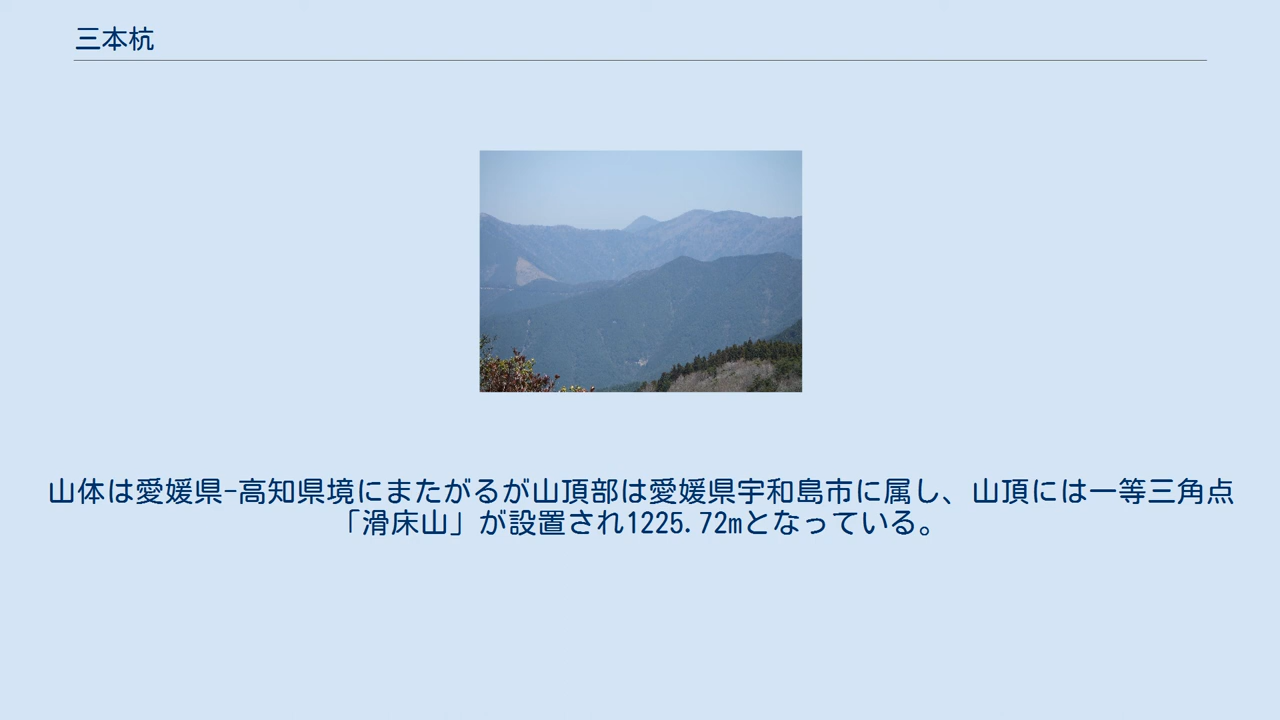 三本杭
山体は愛媛県-高知県境にまたがるが山頂部は愛媛県宇和島市に属し、山頂には一等三角点
「滑床山」が設置され1225.72mとなっている。